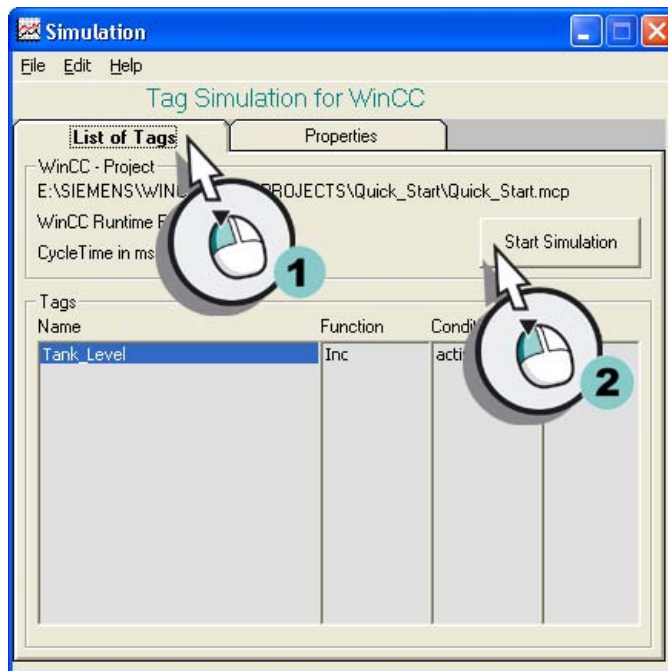 Simulation
File Edit Help
Tag Simulation for WinCC
List of Tags Properties
WinCC - Project
E:\SIEMENS\ PROJECTS\Quick_Start\Quick_Start.mcp
WinCC Runtime
CycleTime in ms
Start Simulation
1
Tags
Name Function
Tank_Level Inc
2